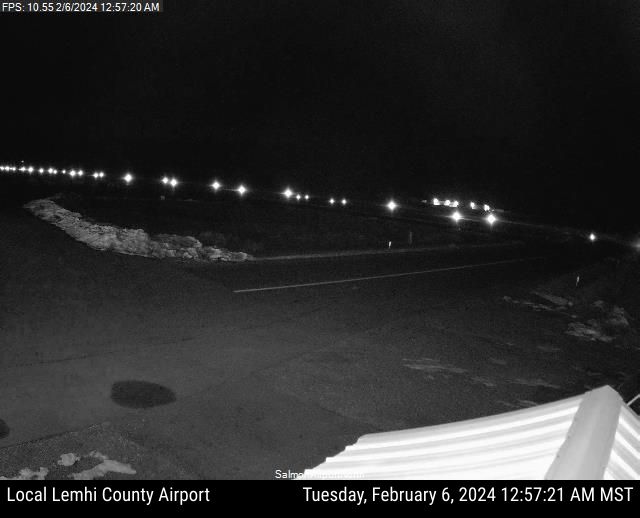 FPS: 10.55 2/6/2024 12:57:20 AM
Local Lemhi County Airport
Tuesday, February 6, 2024 12:57:21 AM MST